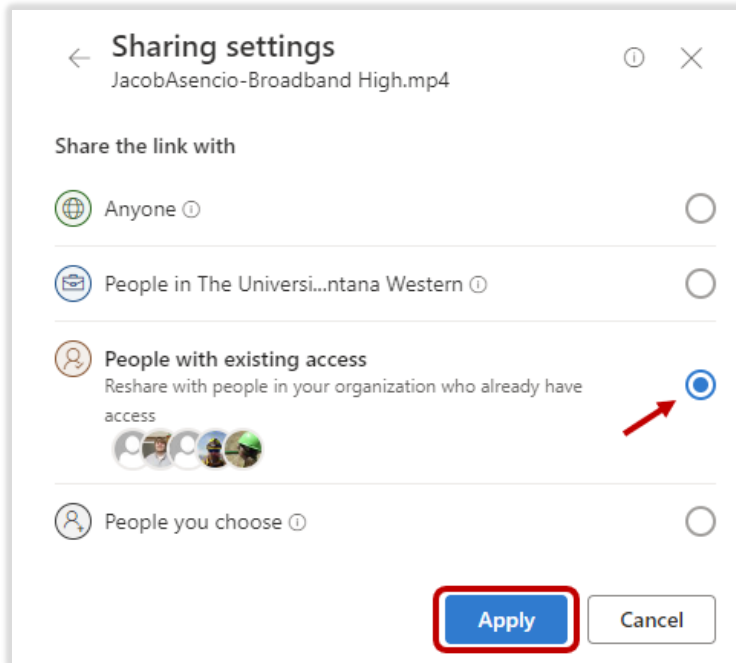 Sharing settings
JacobAsencio-Broadband High.mp4
Share the link with
Anyone
People in The Universi...ntana Western
People with existing access
Reshare with people in your organization who already have
access
People you choose
Apply
Cancel